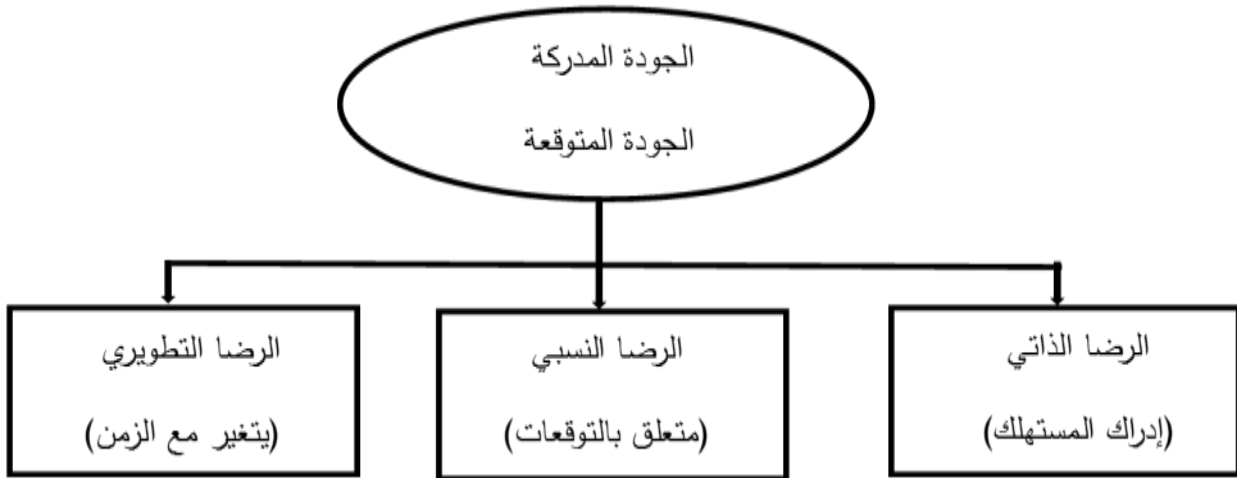 الجودة المدركة
الجودة المتوقعة
الرضا الذاتي
(إدراك المستهلك)
الرضا النسبي
(متعلق بالتوقعات)
الرضا التطويري
(يتغير مع الزمن)